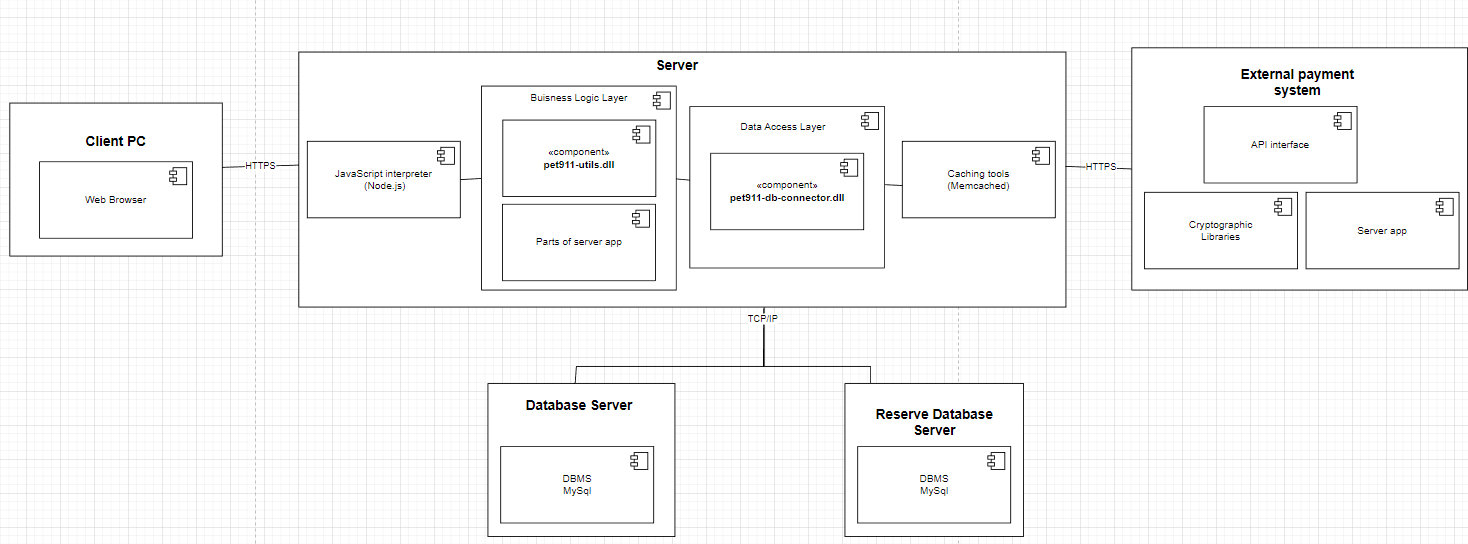 Server
External payment
system
Client PC
Web Browser
HTTPS
JavaScript interpreter
(Node.js)
Buisness Logic Layer
«component»
pet911-utils.dll
Parts of server app
Data Access Layer
«component»
pet911-db-connector.dll
Caching tools
(Memcached)
HTTPS
API interface
Cryptographic
Libraries
Server app
TCP/IP
Database Server
DBMS
MySql
Reserve Database
Server
DBMS
MySql